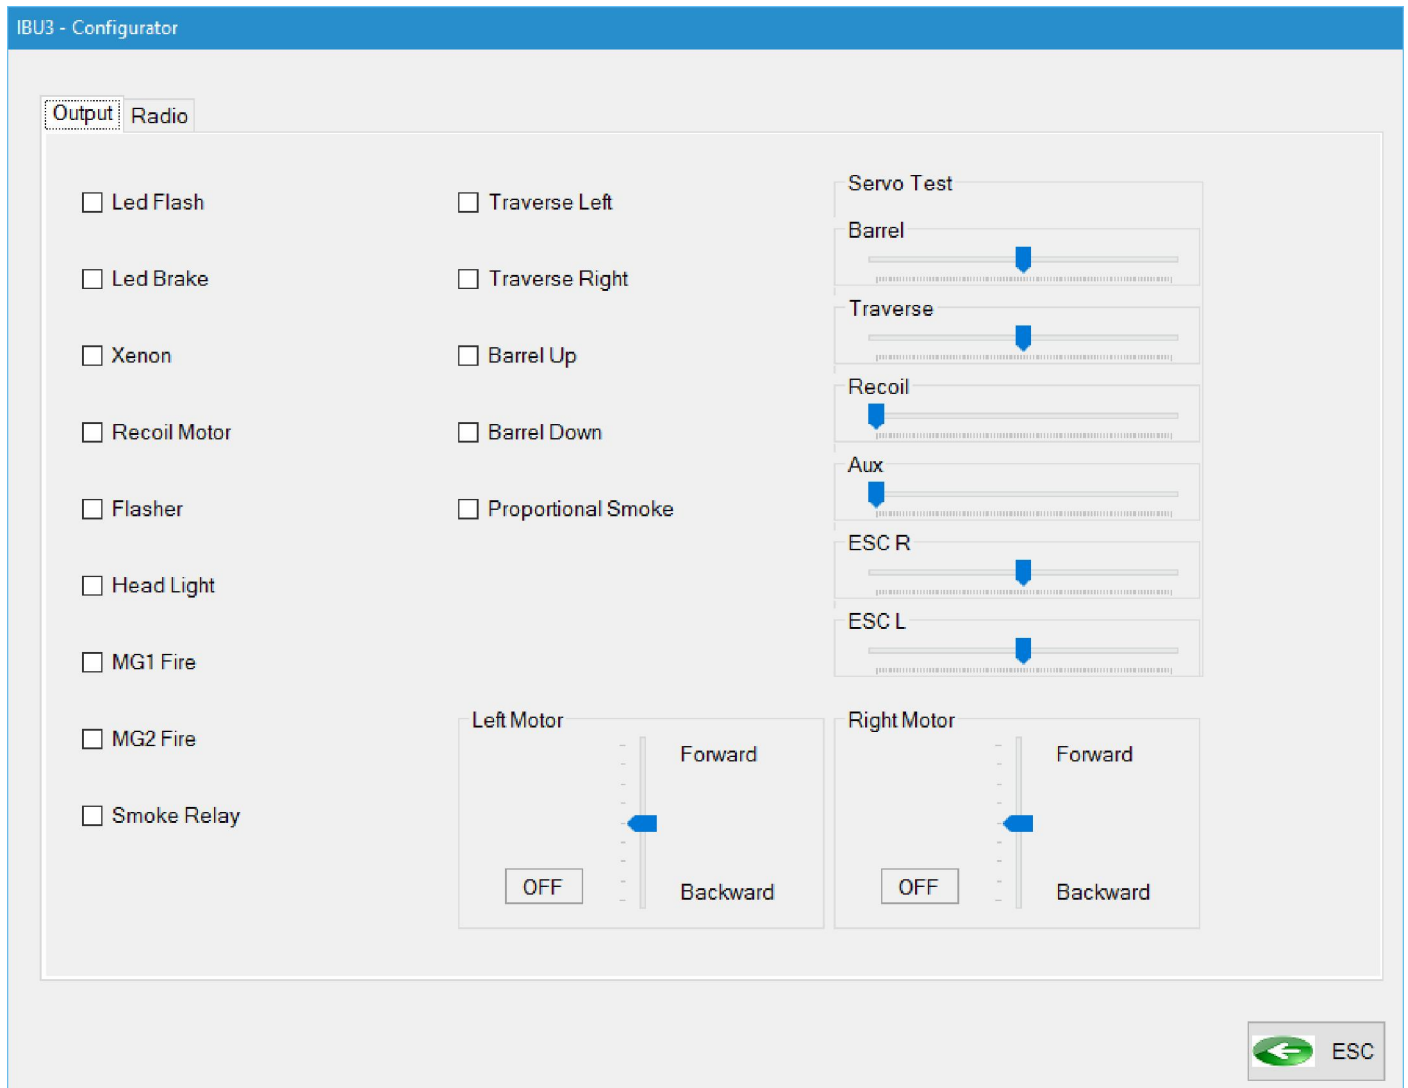 IBU3 - Configurator
Output
Radio
Led Flash
Led Brake
Xenon
Recoil Motor
Flasher
Head Light
MG1 Fire
MG2 Fire
Smoke Relay
Traverse Left
Traverse Right
Barrel Up
Barrel Down
Proportional Smoke
Servo Test
Barrel
Traverse
Recoil
Aux
ESC R
ESC L
Left Motor
Forward
OFF
Backward
Right Motor
Forward
OFF
Backward
ESC